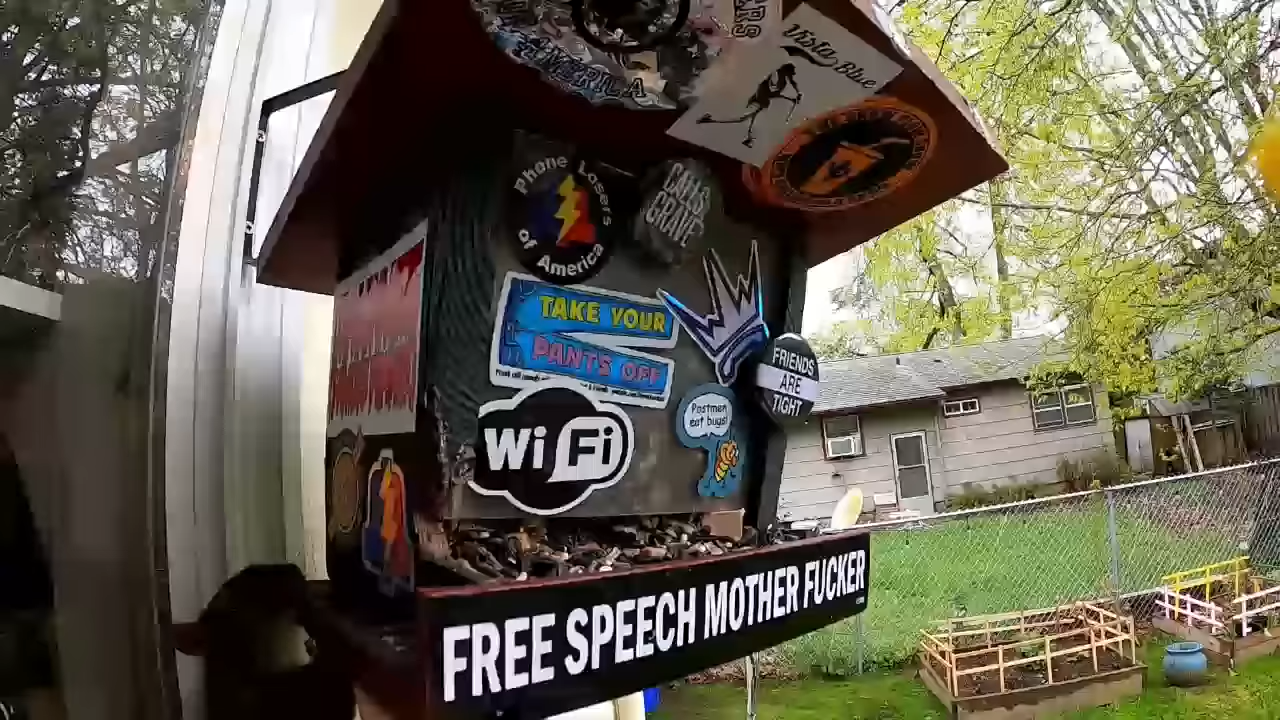 AMERICA
Vista Blue
Phone Losers
of America
CALLS
GRAVE
TAKE YOUR
PANTS OFF
FRIENDS
ARE
TIGHT
Postmen
eat bugs!
WiFi
FREE SPEECH MOTHER FUCKER